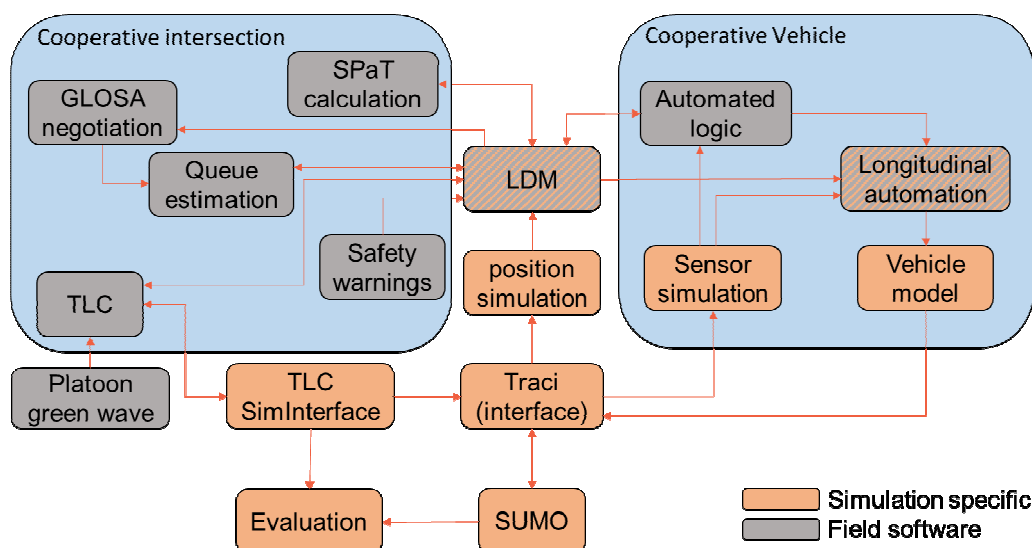 Cooperative intersection
Cooperative Vehicle
SPaT
calculation
GLOSA
negotiation
Automated
logic
Queue
estimation
LDM
Longitudinal
automation
Safety
warnings
position
simulation
Sensor
simulation
Vehicle
model
TLC
Platoon
green wave
TLC
SimInterface
Traci
(interface)
Evaluation
SUMO
Simulation specific
Field software